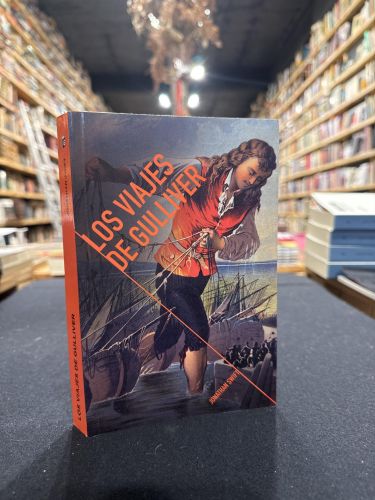 LOS VIAJES
DE GULLIVER
JONATHAN SWIFT
LOS VIAJES DE GULLIVER